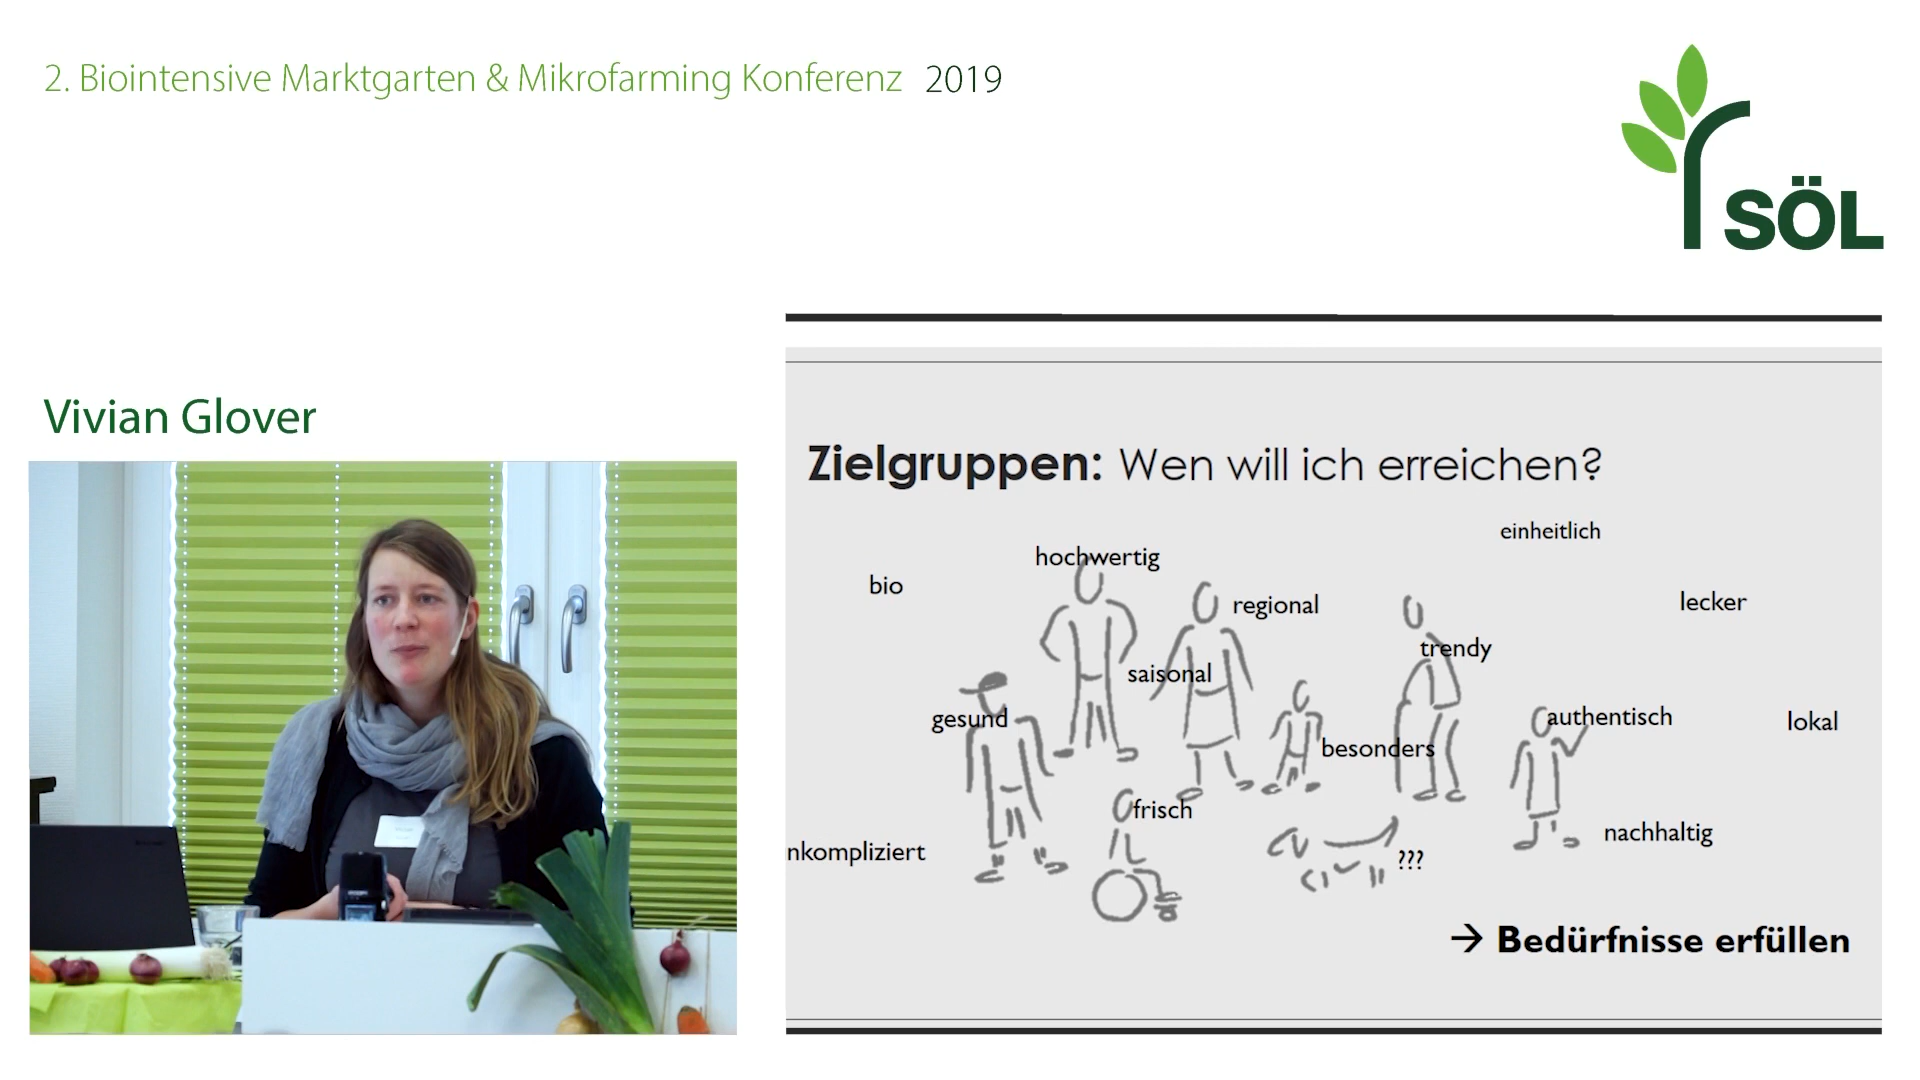 2. Biointensive Marktgarten & Mikrofarming Konferenz 2019
SÖL
Vivian Glover
Zielgruppen: Wen will ich erreichen?
einheitlich
hochwertig
bio
lecker
regional
trendy
saisonal
gesund
authentisch
lokal
besonders
frisch
nachhaltig
nkompliziert
???
→ Bedürfnisse erfüllen